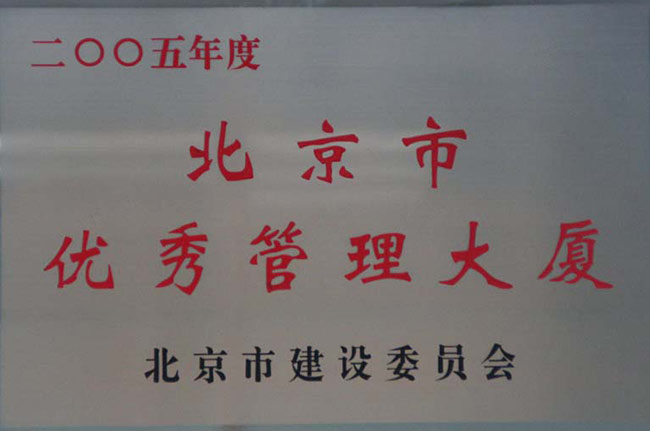 二〇〇五年度
北京市
优秀管理大厦
北京市建设委员会